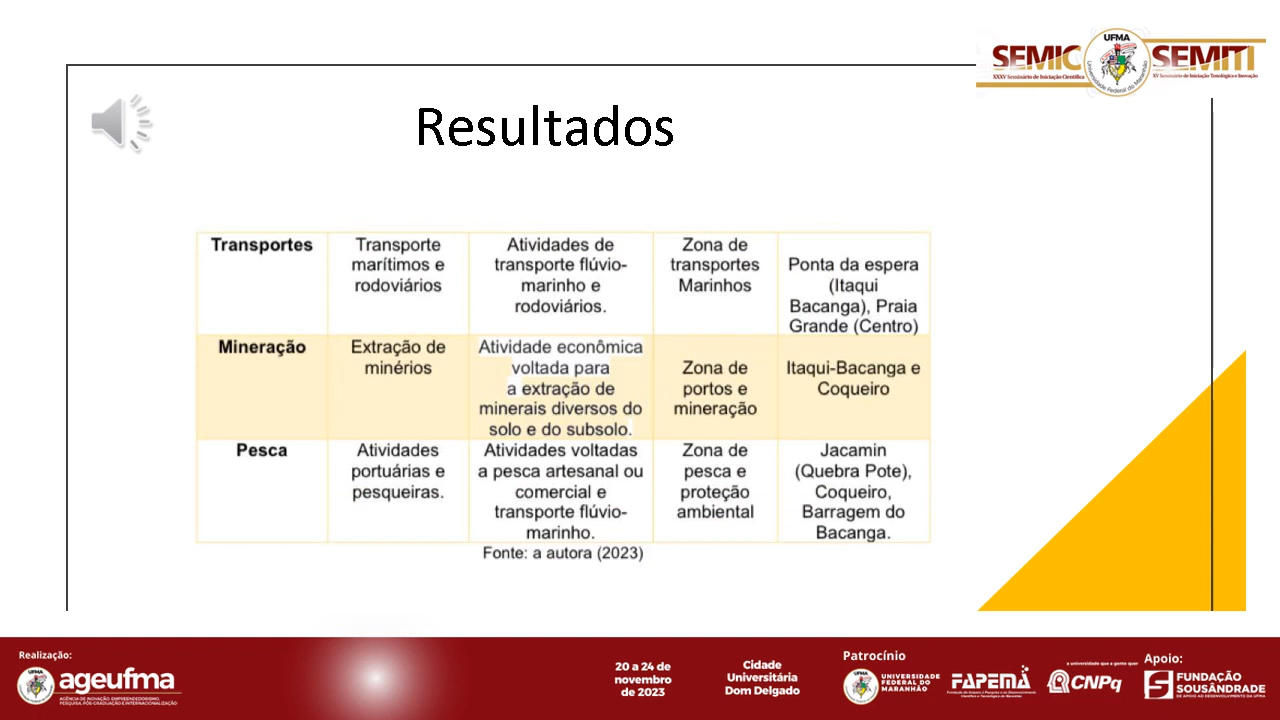 UFMA
SEMIC
XXXV Seminário de Iniciação Científica
Universidade Federal do Maranhão
SEMITI
XV Seminário de Iniciação Tecnológica e Inovação
Resultados
Transportes
Transporte
marítimos e
rodoviários
Atividades de
transporte flúvio-
marinho e
rodoviários.
Zona de
transportes
Marinhos
Ponta da espera
(Itaqui
Bacanga), Praia
Grande (Centro)
Mineração
Extração de
minérios
Atividade econômica
voltada para
a extração de
minerais diversos do
solo e do subsolo.
Zona de
portos e
mineração
Itaqui-Bacanga e
Coqueiro
Pesca
Atividades
portuárias e
pesqueiras.
Atividades voltadas
a pesca artesanal ou
comercial e
transporte flúvio-
marinho.
Zona de
pesca e
proteção
ambiental
Jacamin
(Quebra Pote),
Coqueiro,
Barragem do
Bacanga.
Fonte: a autora (2023)
Realização:
UFMA
ageufma
AGÊNCIA DE INOVAÇÃO, EMPREENDEDORISMO,
PESQUISA, PÓS-GRADUAÇÃO E INTERNACIONALIZAÇÃO
20 a 24 de
novembro
de 2023
Cidade
Universitária
Dom Delgado
Patrocínio
UFMA
UNIVERSIDADE
FEDERAL DO
MARANHÃO
FAPEMA
a universidade que a gente quer
CNPq
Apoio:
FUNDAÇÃO
SOUSÂNDRADE
DE APOIO AO DESENVOLVIMENTO DA UFMA